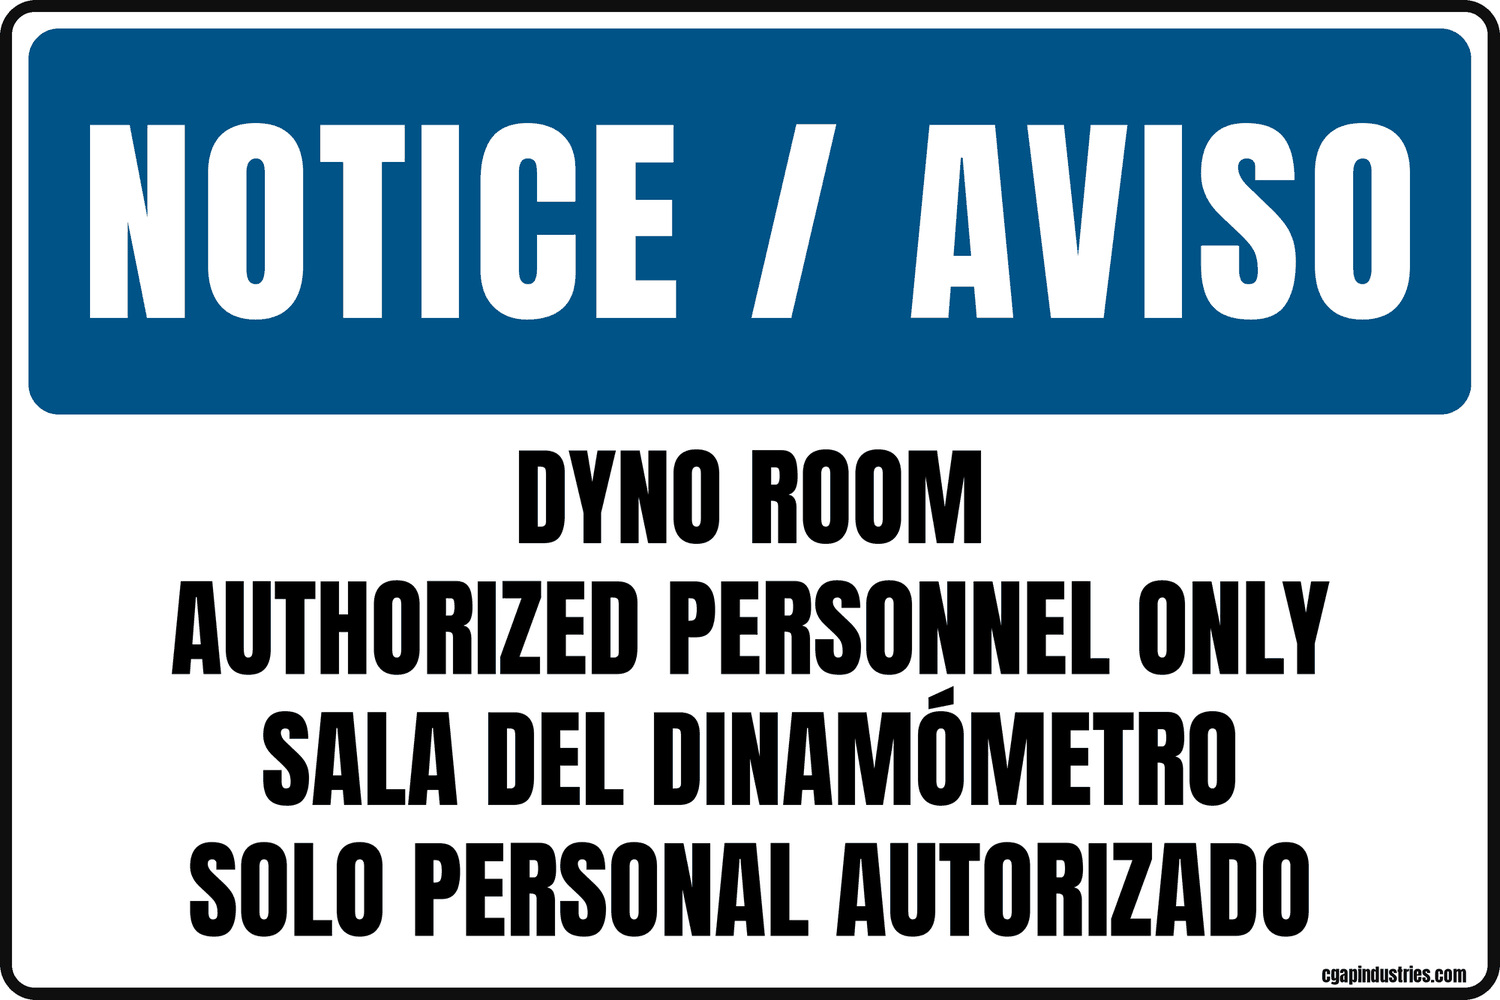 NOTICE / AVISO
DYNO ROOM
AUTHORIZED PERSONNEL ONLY
SALA DEL DINAMÓMETRO
SOLO PERSONAL AUTORIZADO
cgapindustries.com